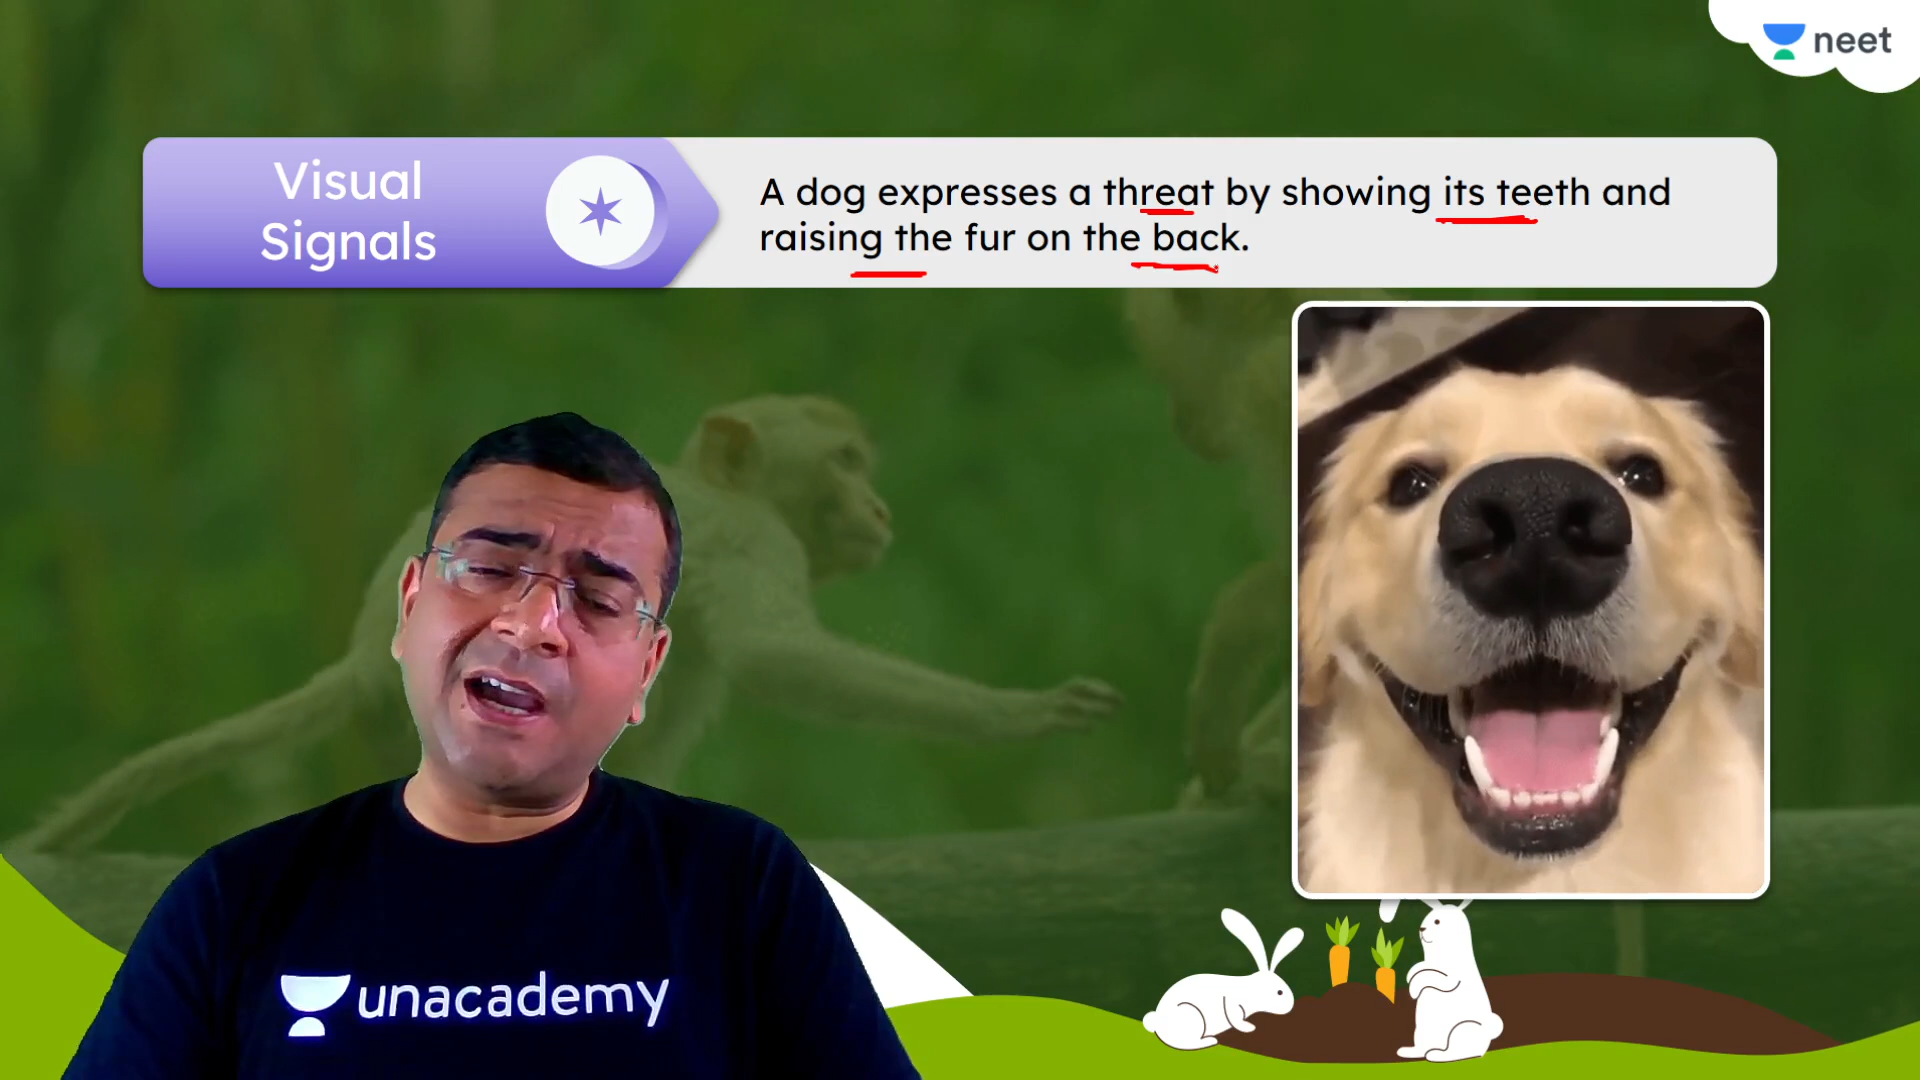 neet
Visual
Signals
A dog expresses a threat by showing its teeth and
raising the fur on the back.
unacademy